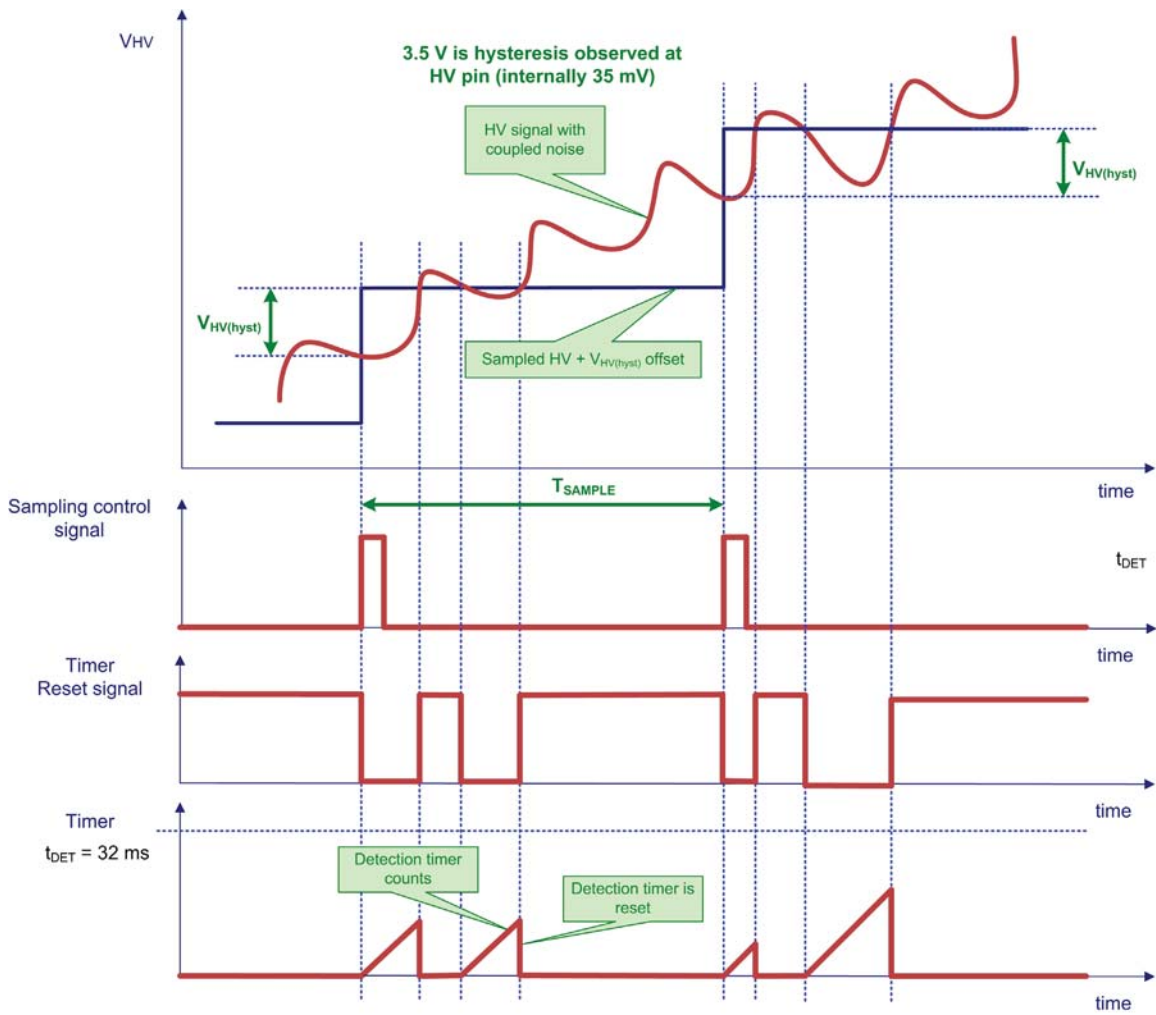 VHV
3.5 V is hysteresis observed at
HV pin (internally 35 mV)
HV signal with
coupled noise
VHV(hyst)
VHV(hyst)
Sampled HV + VHV(hyst) offset
time
Sampling control
signal
TSAMPLE
tDET
time
Timer
Reset signal
time
Timer
tDET = 32 ms
Detection timer
counts
Detection timer is
reset
time